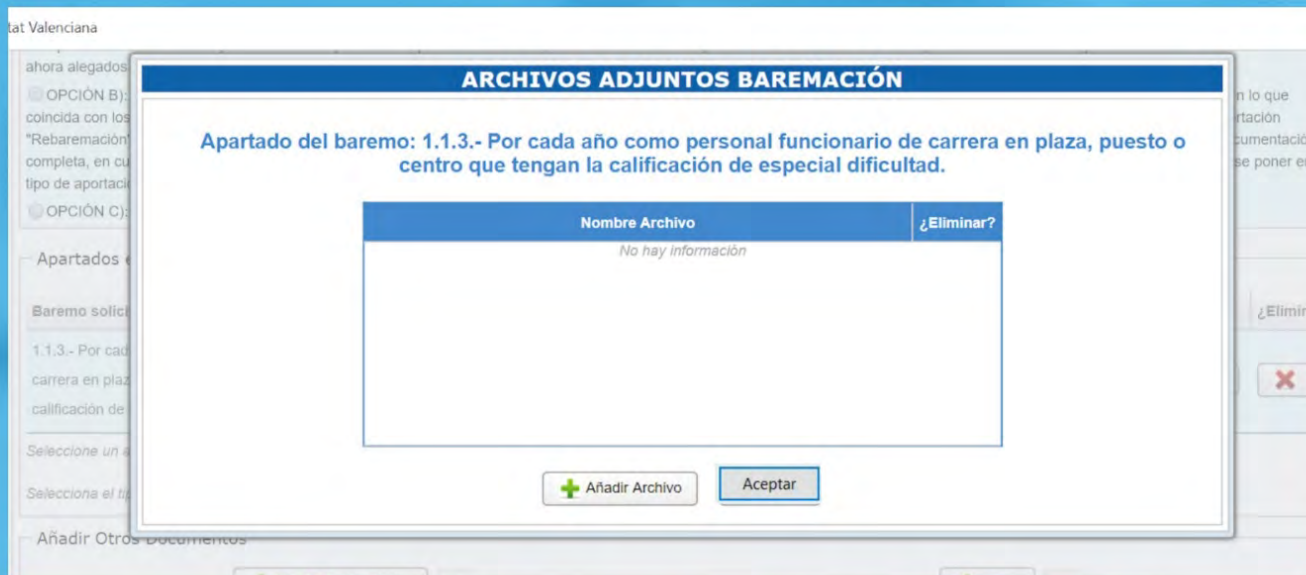 tat Valenciana
ahora alegados
OPCIÓN B):
n lo que
coincida con los
rtación
"Rebaremación"
cumentació
completa, en cu
se poner en
tipo de aportació
OPCIÓN C):
ARCHIVOS ADJUNTOS BAREMACIÓN
Apartado del baremo: 1.1.3.- Por cada año como personal funcionario de carrera en plaza, puesto o
centro que tengan la calificación de especial dificultad.
Nombre Archivo ¿Eliminar?
No hay información
Añadir Archivo Aceptar
Apartados e
Baremo solici
¿Elimin
1.1.3.- Por cad
carrera en plaz
calificación de
Seleccione un a
Selecciona el tip
Añadir Otros Documentos